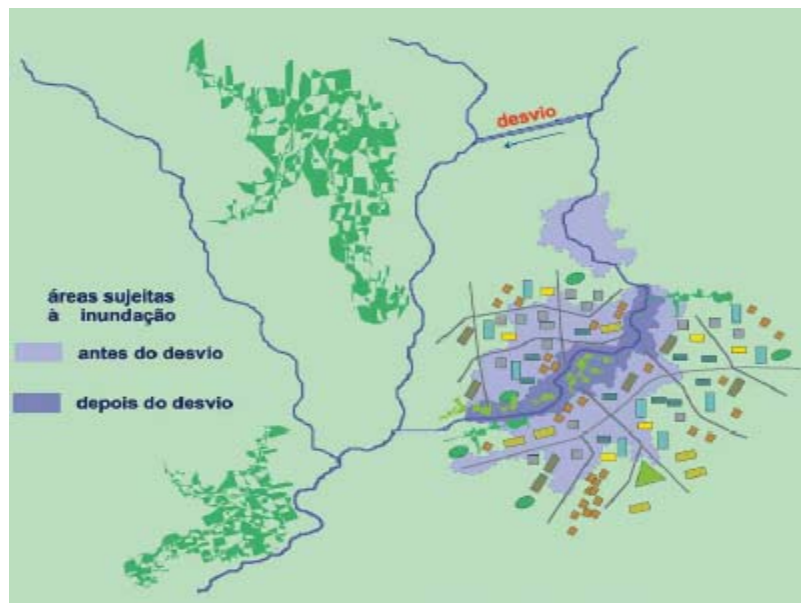 desvio
áreas sujeitas
à inundação
antes do desvio
depois do desvio